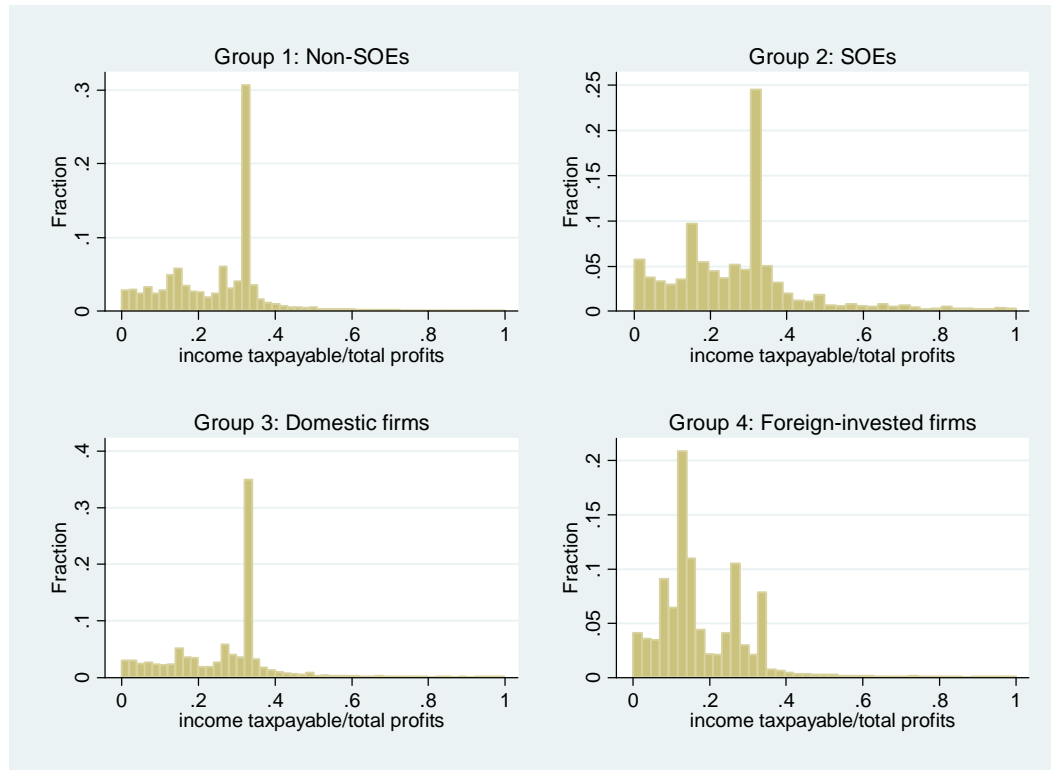 Group 1: Non-SOEs
Fraction
0 .1 .2 .3
0 .2 .4 .6 .8 1
income taxpayable/total profits
Group 2: SOEs
Fraction
0 .05 .1 .15 .2 .25
0 .2 .4 .6 .8 1
income taxpayable/total profits
Group 3: Domestic firms
Fraction
0 .1 .2 .3 .4
0 .2 .4 .6 .8 1
income taxpayable/total profits
Group 4: Foreign-invested firms
Fraction
0 .05 .1 .15 .2
0 .2 .4 .6 .8 1
income taxpayable/total profits